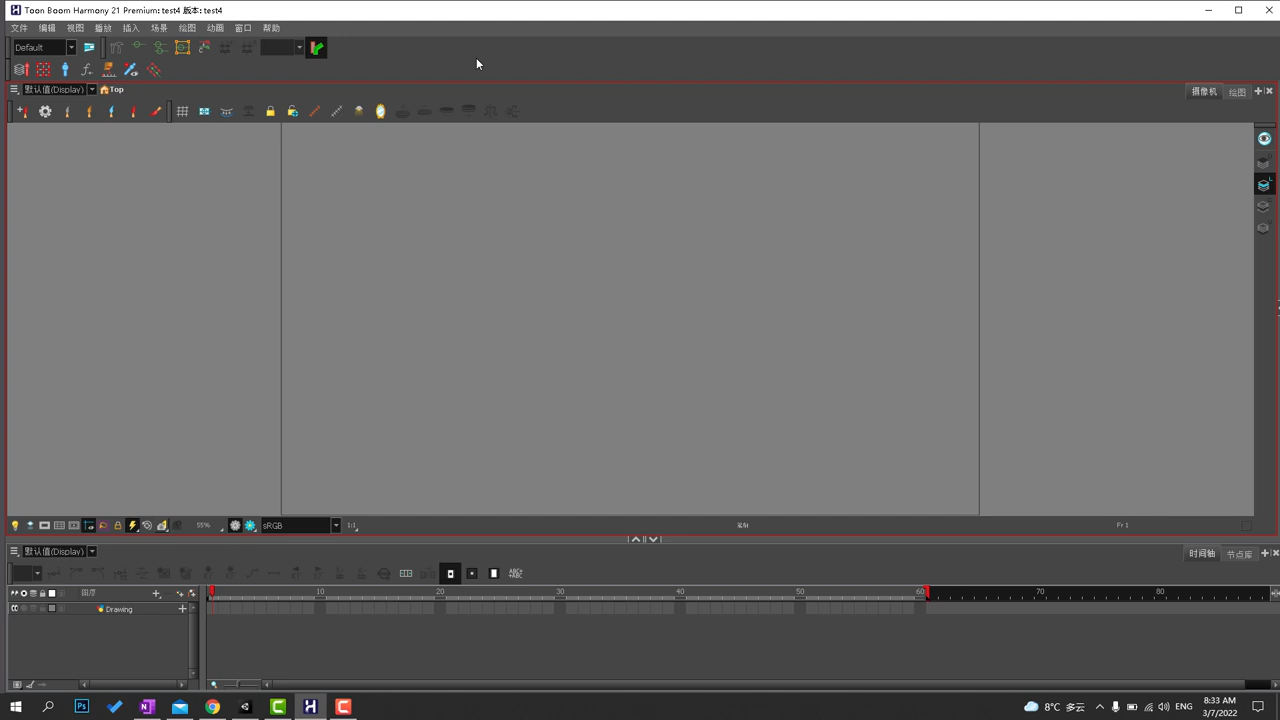 Toon Boom Harmony 21 Premium: test4 版本: test4
文件 编辑 视图 播放 插入 场景 绘图 动画 窗口 帮助
Default
默认值(Display) Top 摄像机 绘图
55% sRGB 1:1 Fr 1
默认值(Display) 时间轴 节点库
图层 10 20 30 40 50 60 70 80
Drawing
Ps
8°C 多云 ENG 8:33 AM
3/7/2022